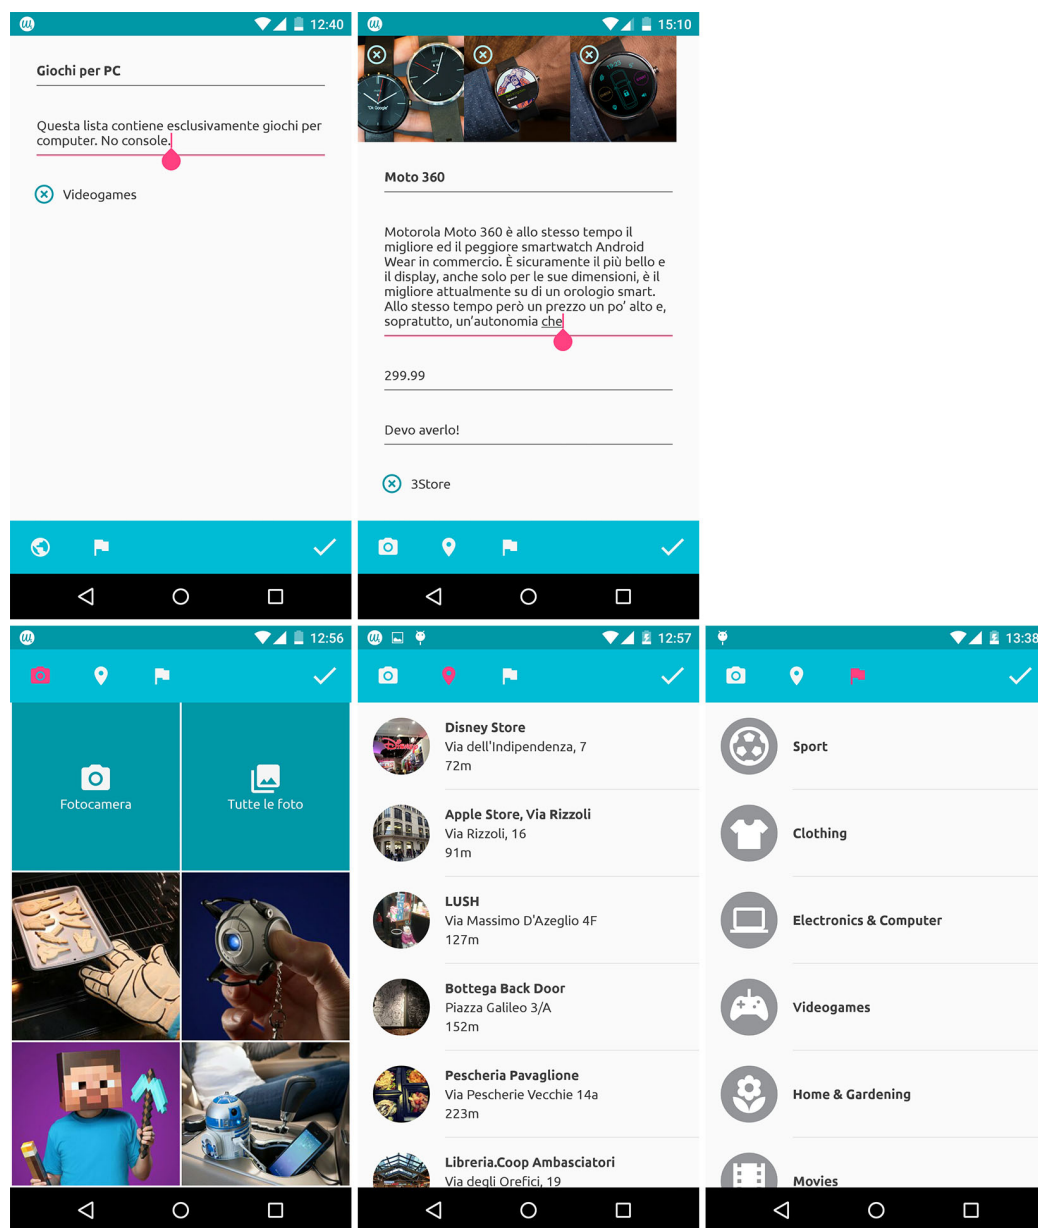 12:40
Giochi per PC
Questa lista contiene esclusivamente giochi per
computer. No console.
Videogames
15:10
Moto 360
Motorola Moto 360 è allo stesso tempo il
migliore ed il peggiore smartwatch Android
Wear in commercio. È sicuramente il più bello e
il display, anche solo per le sue dimensioni, è il
migliore attualmente su di un orologio smart.
Allo stesso tempo però un prezzo un po’ alto e,
sopratutto, un’autonomia che
299.99
Devo averlo!
3Store
12:56
Fotocamera
Tutte le foto
12:57
Disney Store
Via dell'Indipendenza, 7
72m
Apple Store, Via Rizzoli
Via Rizzoli, 16
91m
LUSH
Via Massimo D'Azeglio 4F
127m
Bottega Back Door
Piazza Galileo 3/A
152m
Pescheria Pavaglione
Via Pescherie Vecchie 14a
223m
Libreria.Coop Ambasciatori
Via degli Orefici, 19
13:38
Sport
Clothing
Electronics & Computer
Videogames
Home & Gardening
Movies